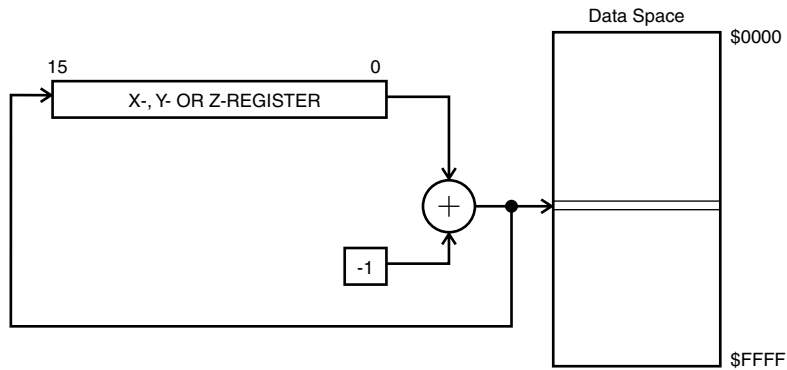 Data Space
$0000
15 0
X-, Y- OR Z-REGISTER
+
-1
$FFFF